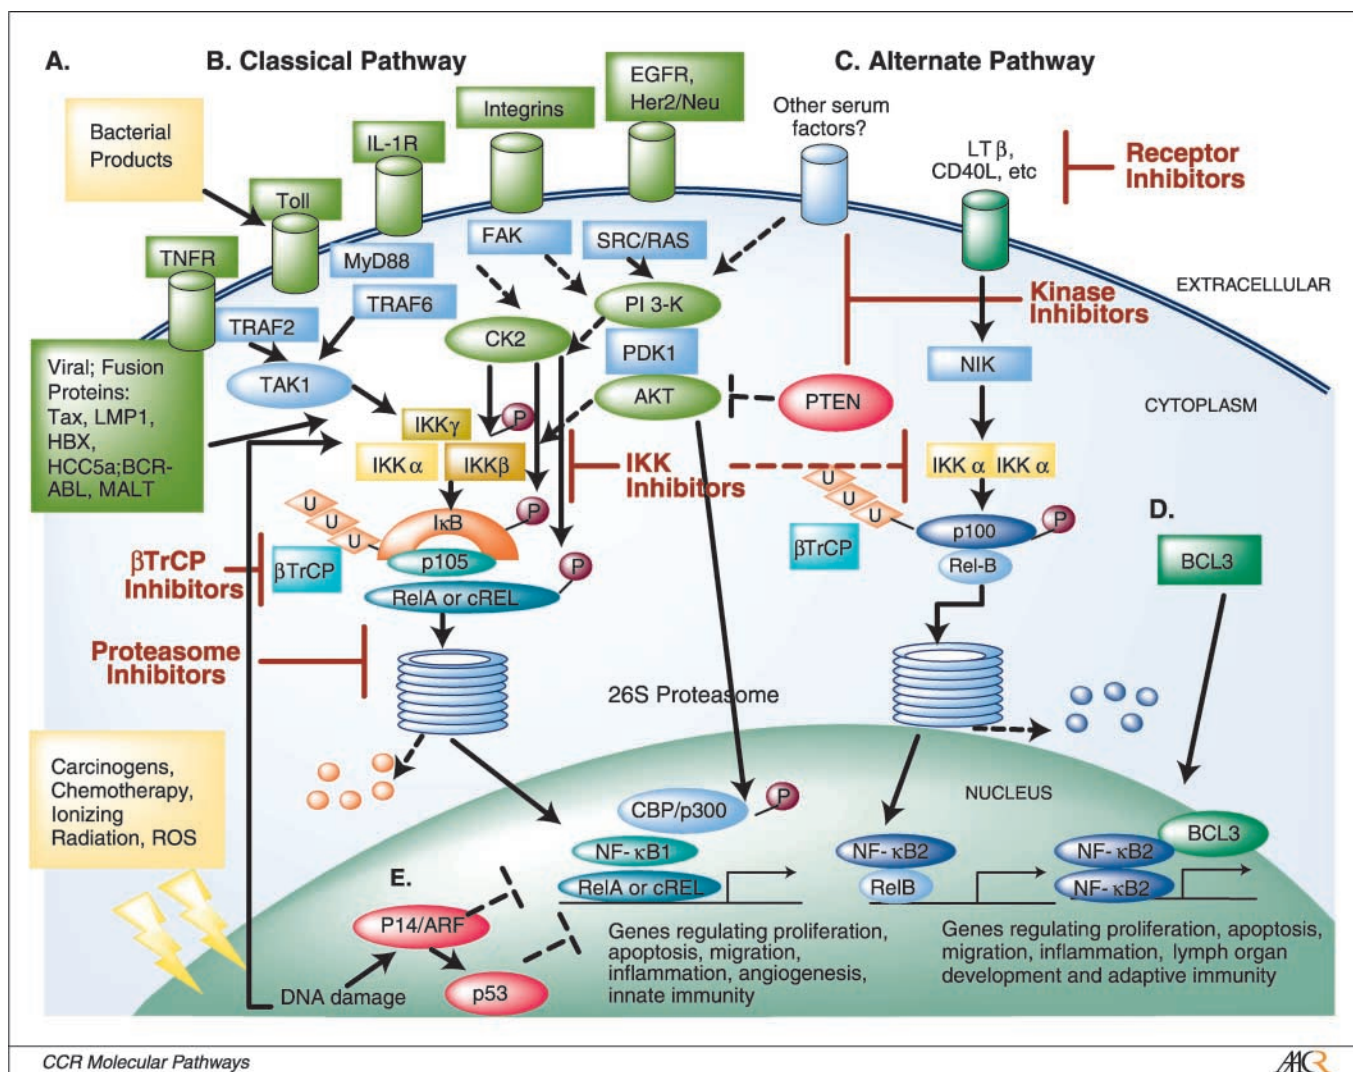 A.
B. Classical Pathway
C. Alternate Pathway
Bacterial
Products
IL-1R
Integrins
EGFR,
Her2/Neu
Other serum
factors?
LT β,
CD40L, etc
Receptor
Inhibitors
Toll
TNFR
MyD88
FAK
SRC/RAS
EXTRACELLULAR
TRAF6
TRAF2
PI 3-K
Kinase
Inhibitors
CK2
PDK1
NIK
Viral; Fusion
Proteins:
Tax, LMP1,
HBX,
HCC5a;BCR-
ABL, MALT
TAK1
AKT
PTEN
CYTOPLASM
IKKγ
P
IKK α
IKKβ
IKK
Inhibitors
IKK α
IKK α
U
U
U
IκB
P
U
U
U
p100
P
D.
βTrCP
Inhibitors
βTrCP
p105
P
βTrCP
Rel-B
BCL3
RelA or cREL
Proteasome
Inhibitors
26S Proteasome
Carcinogens,
Chemotherapy,
Ionizing
Radiation, ROS
NUCLEUS
CBP/p300
P
BCL3
NF- κB1
NF- κB2
NF- κB2
E.
RelA or cREL
RelB
NF- κB2
P14/ARF
Genes regulating proliferation,
apoptosis, migration,
inflammation, angiogenesis,
innate immunity
Genes regulating proliferation, apoptosis,
migration, inflammation, lymph organ
development and adaptive immunity
p53
DNA damage
CCR Molecular Pathways
AACR